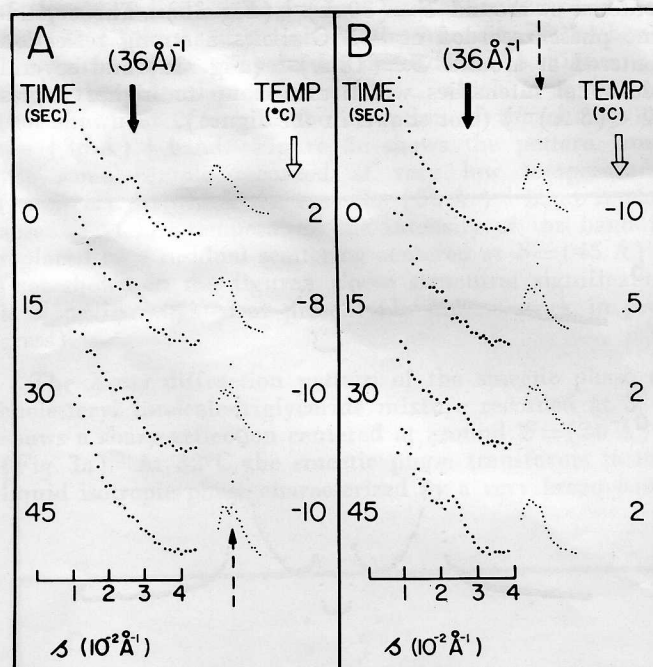 A
(36Å)⁻¹
TIME
(SEC)
TEMP
(°C)
0
2
15
-8
30
-10
45
-10
1 2 3 4
s (10⁻²Å⁻¹)
B
(36Å)⁻¹
TIME
(SEC)
TEMP
(°C)
0
-10
15
5
30
2
45
2
1 2 3 4
s (10⁻²Å⁻¹)